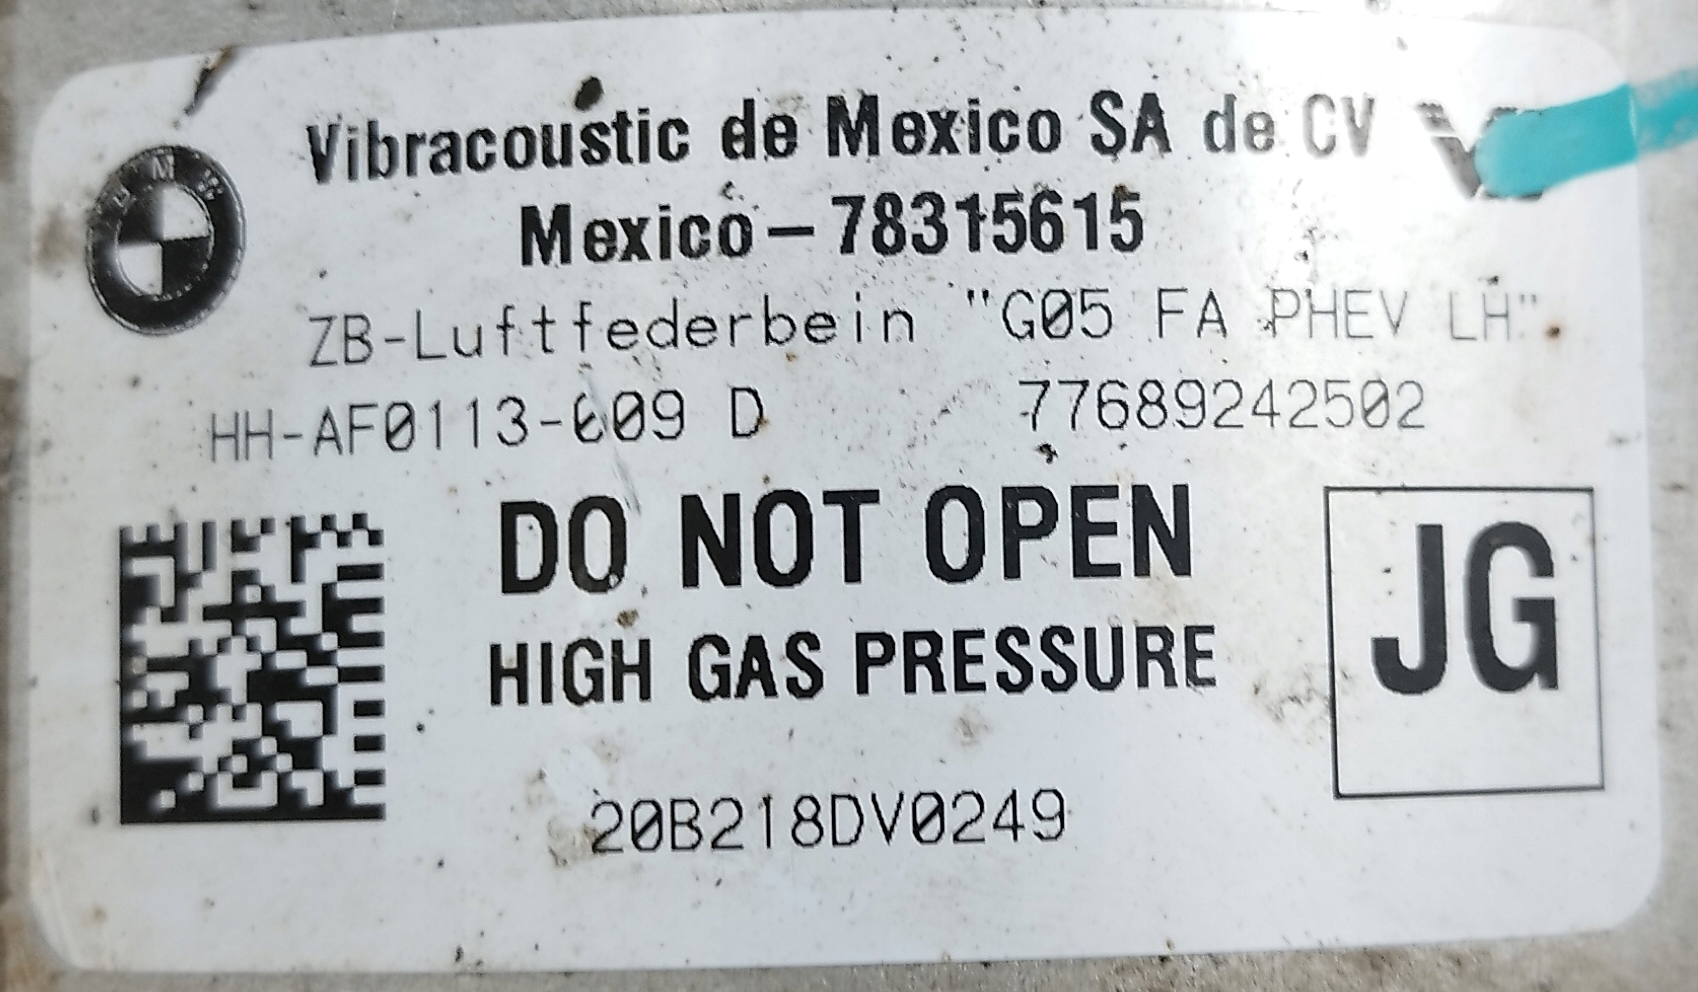 BMW
Vibracoustic de Mexico SA de CV
Mexico-78315615
ZB-Luftfederbein "G05 FA PHEV LH"
HH-AF0113-609 D 77689242502
DO NOT OPEN
JG
HIGH GAS PRESSURE
20B218DV0249